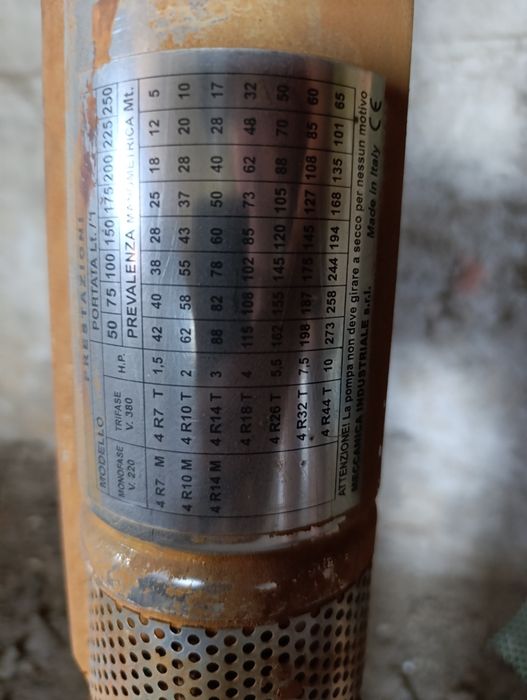 PRESTAZIONI
MODELLO PORTATA Lt./1
MONOFASE V. 220 TRIFASE V. 380 H.P. 50 75 100 150 175 200 225 250
PREVALENZA MANOMETRICA Mt.
4 R7 M 4 R7 T 1,5 42 40 38 28 25 18 12 5
4 R10 M 4 R10 T 2 62 58 55 43 37 28 20 10
4 R14 M 4 R14 T 3 88 82 78 60 50 40 28 17
4 R18 T 4 115 108 102 85 73 62 48 32
4 R26 T 5,5 162 155 145 120 105 88 70 50
4 R32 T 7,5 198 187 175 145 127 108 85 60
4 R44 T 10 273 258 244 194 168 135 101 65
ATTENZIONE! La pompa non deve girare a secco per nessun motivo
MECCANICA INDUSTRIALE s.r.l. Made in Italy CE